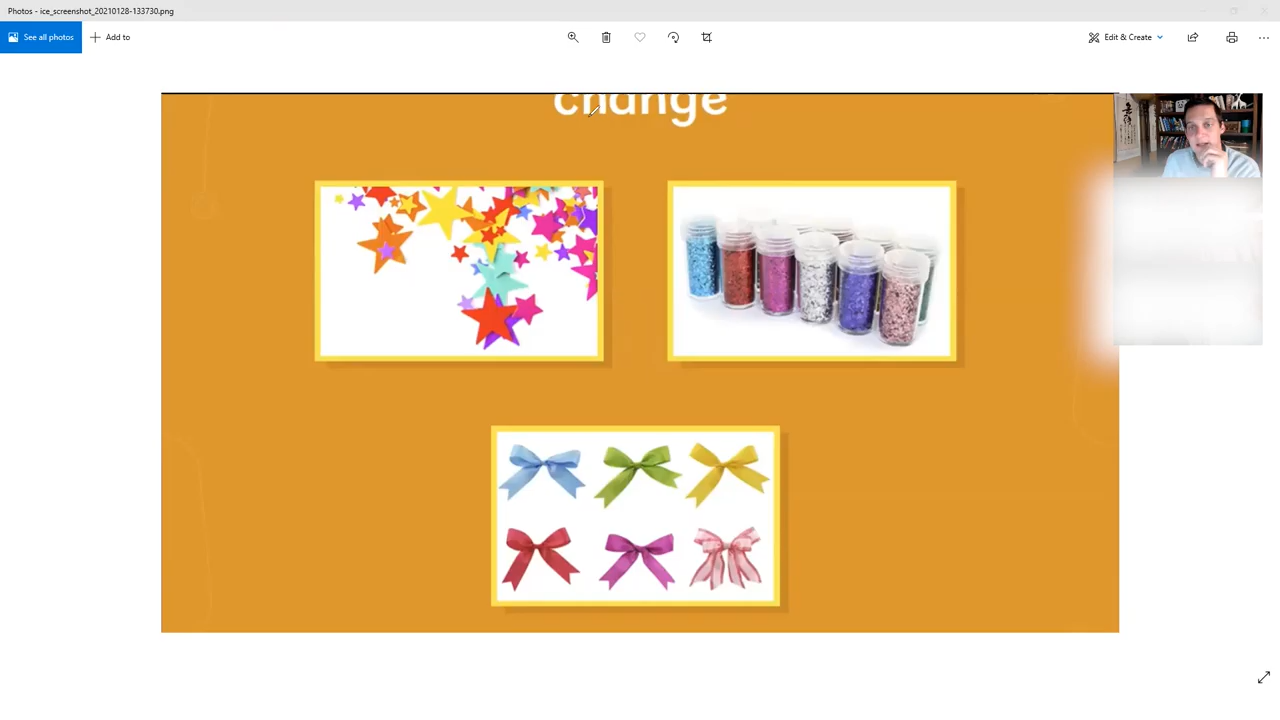 Photos - ice_screenshot_20210128-133730.png
See all photos
Add to
Edit & Create
change